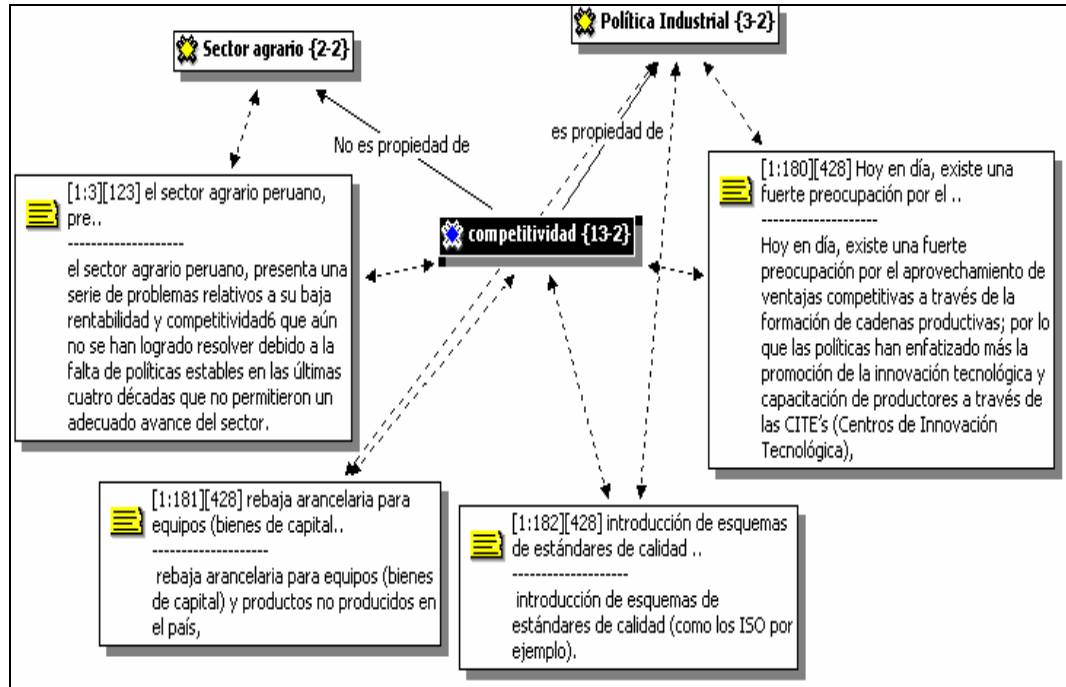 Sector agrario {2-2}
Política Industrial {3-2}
No es propiedad de
es propiedad de
competitividad {13-2}
[1:3][123] el sector agrario peruano,
pre..
--------------------
el sector agrario peruano, presenta una
serie de problemas relativos a su baja
rentabilidad y competitividad6 que aún
no se han logrado resolver debido a la
falta de políticas estables en las últimas
cuatro décadas que no permitieron un
adecuado avance del sector.
[1:180][428] Hoy en día, existe una
fuerte preocupación por el ..
--------------------
Hoy en día, existe una fuerte
preocupación por el aprovechamiento de
ventajas competitivas a través de la
formación de cadenas productivas; por lo
que las políticas han enfatizado más la
promoción de la innovación tecnológica y
capacitación de productores a través de
las CITE's (Centros de Innovación
Tecnológica),
[1:181][428] rebaja arancelaria para
equipos (bienes de capital..
--------------------
rebaja arancelaria para equipos (bienes
de capital) y productos no producidos en
el país,
[1:182][428] introducción de esquemas
de estándares de calidad ..
--------------------
introducción de esquemas de
estándares de calidad (como los ISO por
ejemplo).